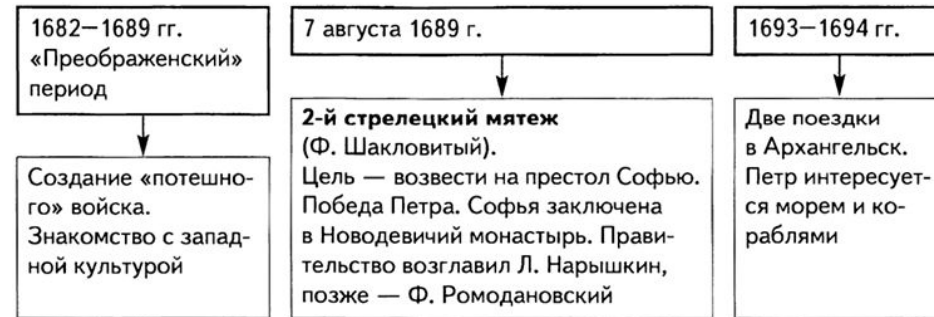 1682—1689 гг.
«Преображенский»
период
Создание «потешно-
го» войска.
Знакомство с запад-
ной культурой
7 августа 1689 г.
2-й стрелецкий мятеж
(Ф. Шакловитый).
Цель — возвести на престол Софью.
Победа Петра. Софья заключена
в Новодевичий монастырь. Прави-
тельство возглавил Л. Нарышкин,
позже — Ф. Ромодановский
1693—1694 гг.
Две поездки
в Архангельск.
Петр интересует-
ся морем и ко-
раблями